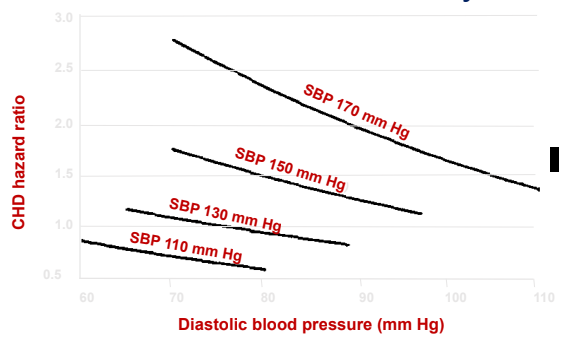 3.0
2.5
2.0
1.5
1.0
0.5
CHD hazard ratio
SBP 170 mm Hg
SBP 150 mm Hg
SBP 130 mm Hg
SBP 110 mm Hg
60 70 80 90 100 110
Diastolic blood pressure (mm Hg)